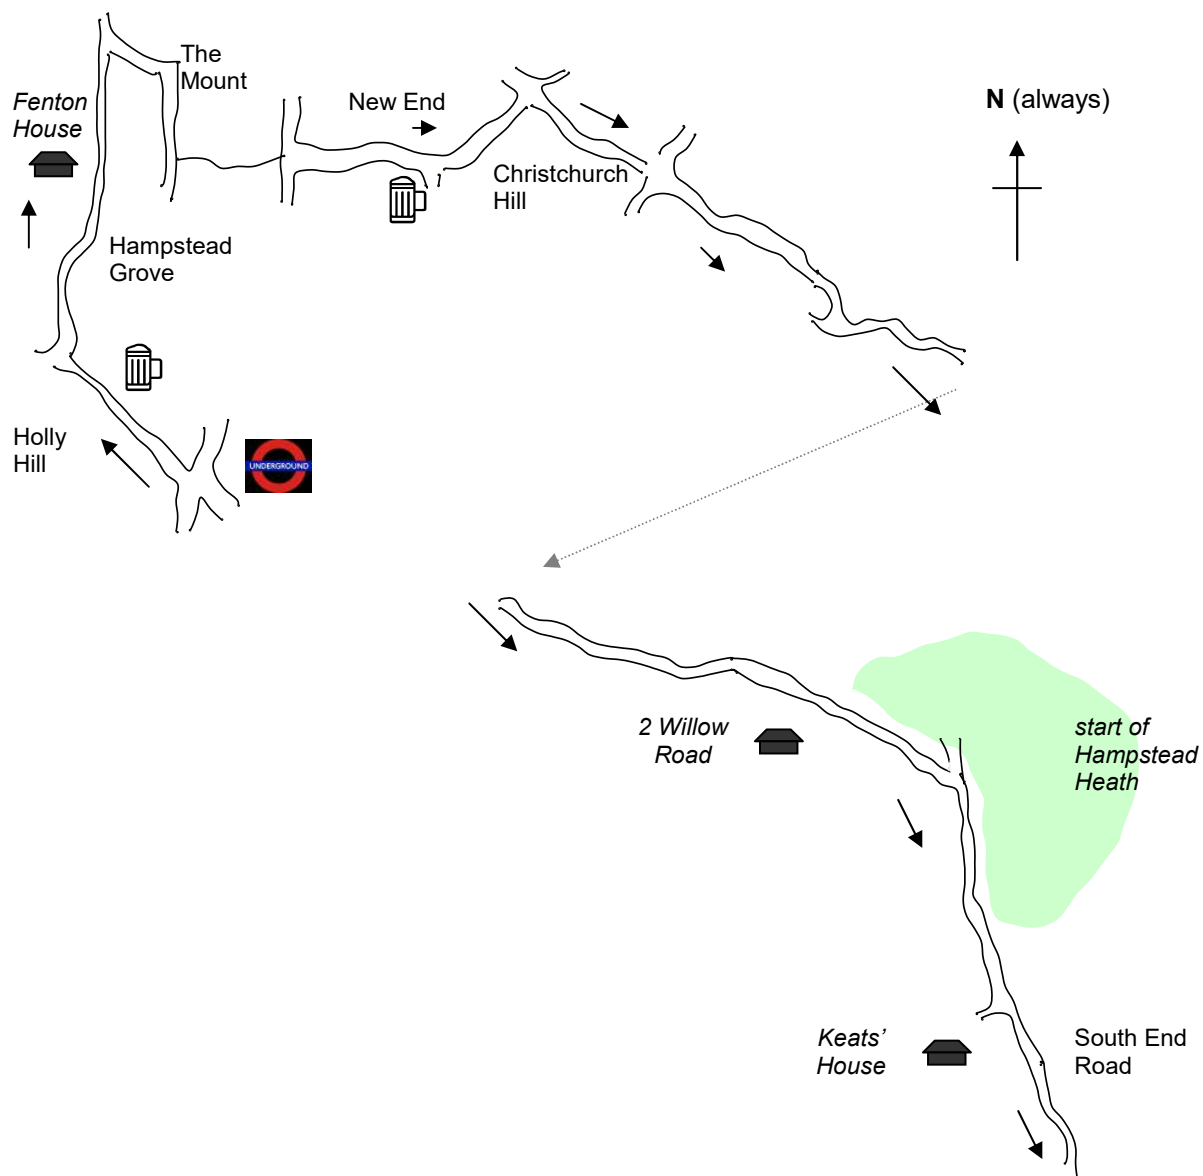 The
Mount
Fenton
House
New End
N (always)
Christchurch
Hill
Hampstead
Grove
Holly
Hill
UNDERGROUND
2 Willow
Road
start of
Hampstead
Heath
Keats’
House
South End
Road